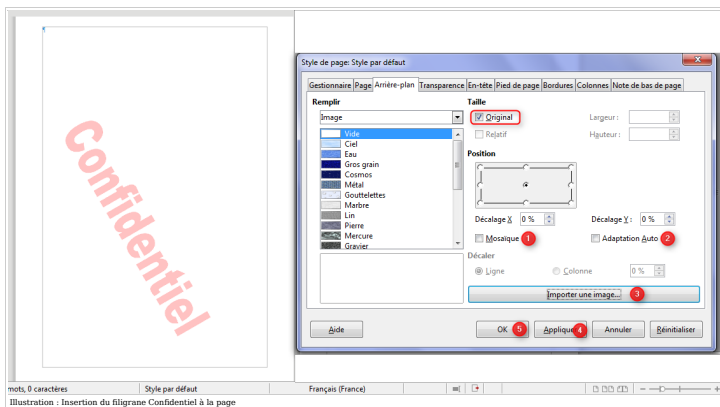 Confidentiel
Style de page: Style par défaut
Gestionnaire Page Arrière-plan Transparence En-tête Pied de page Bordures Colonnes Note de bas de page
Remplir
Image
Vide
Ciel
Eau
Gros grain
Cosmos
Métal
Gouttelettes
Marbre
Lin
Pierre
Mercure
Gravier
Taille
Original
Largeur :
Relatif
Hauteur :
Position
Décalage X 0 % Décalage Y : 0 %
Mosaïque 1 Adaptation Auto 2
Décaler
Ligne Colonne 0 %
Importer une image... 3
Aide OK 5 Applique 4 Annuler Réinitialiser
mots, 0 caractères Style par défaut Français (France)
Illustration : Insertion du filigrane Confidentiel à la page